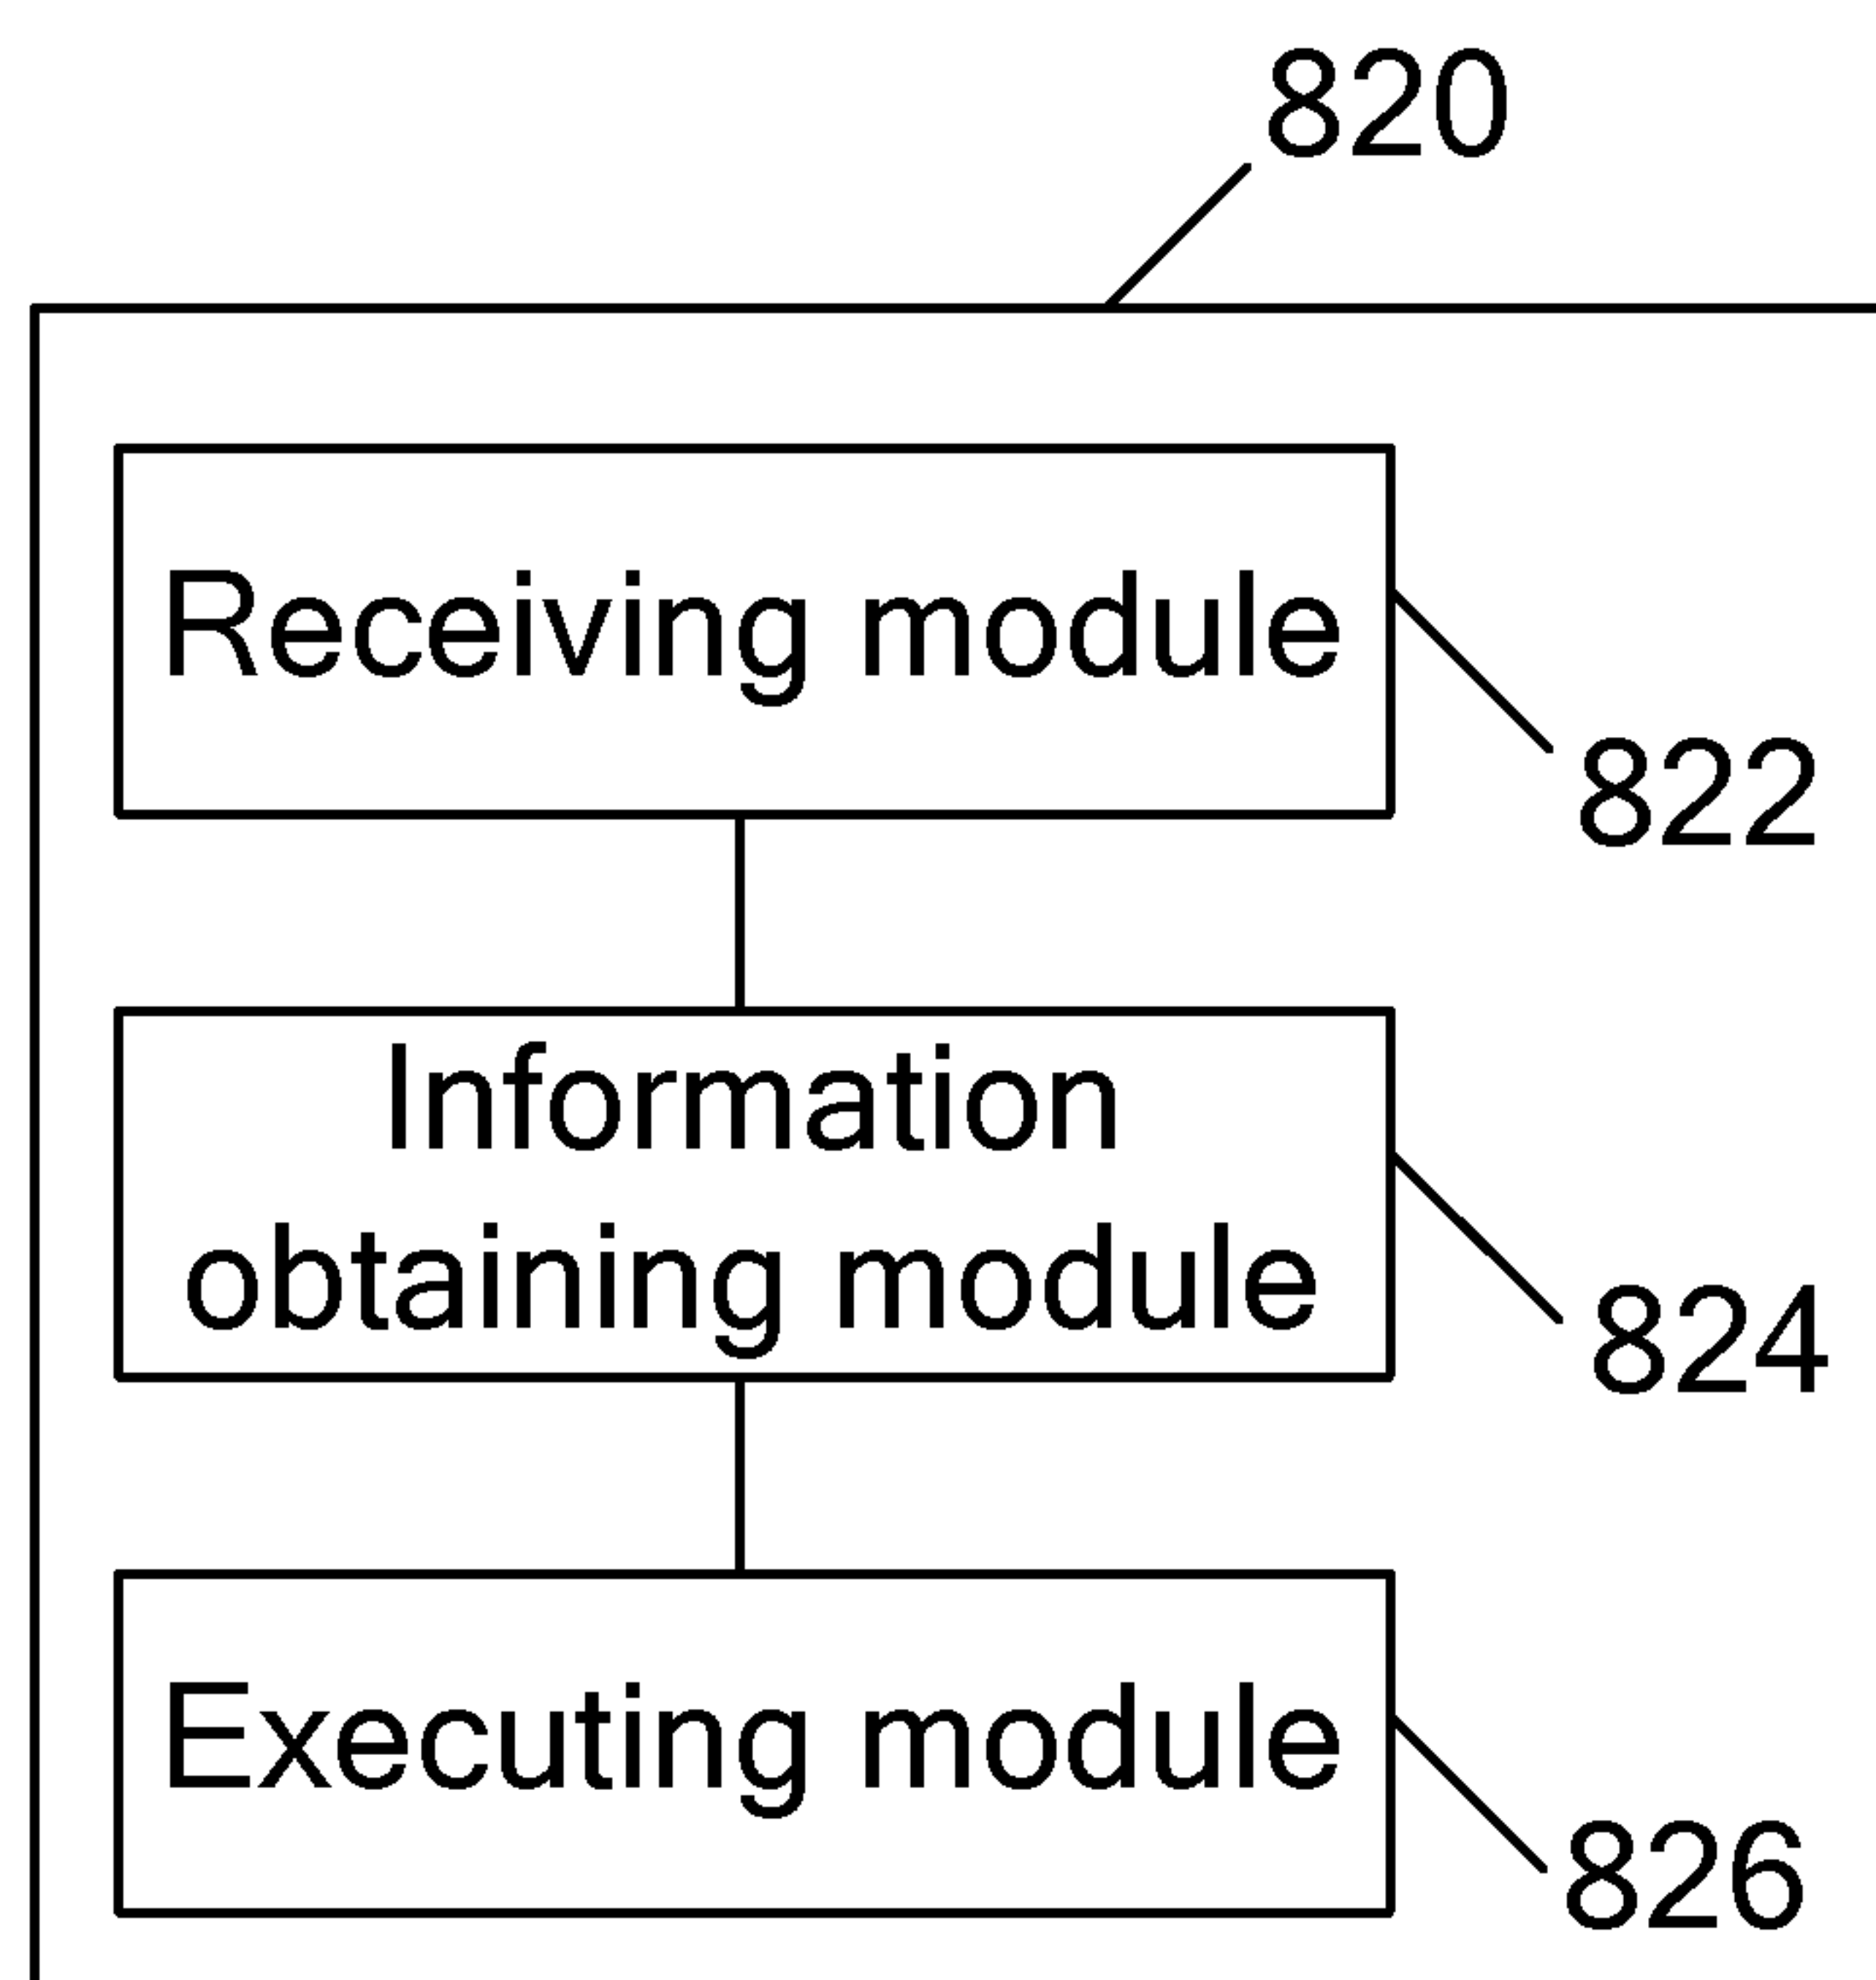 820
Receiving module
822
Information
obtaining module
824
Executing module
826